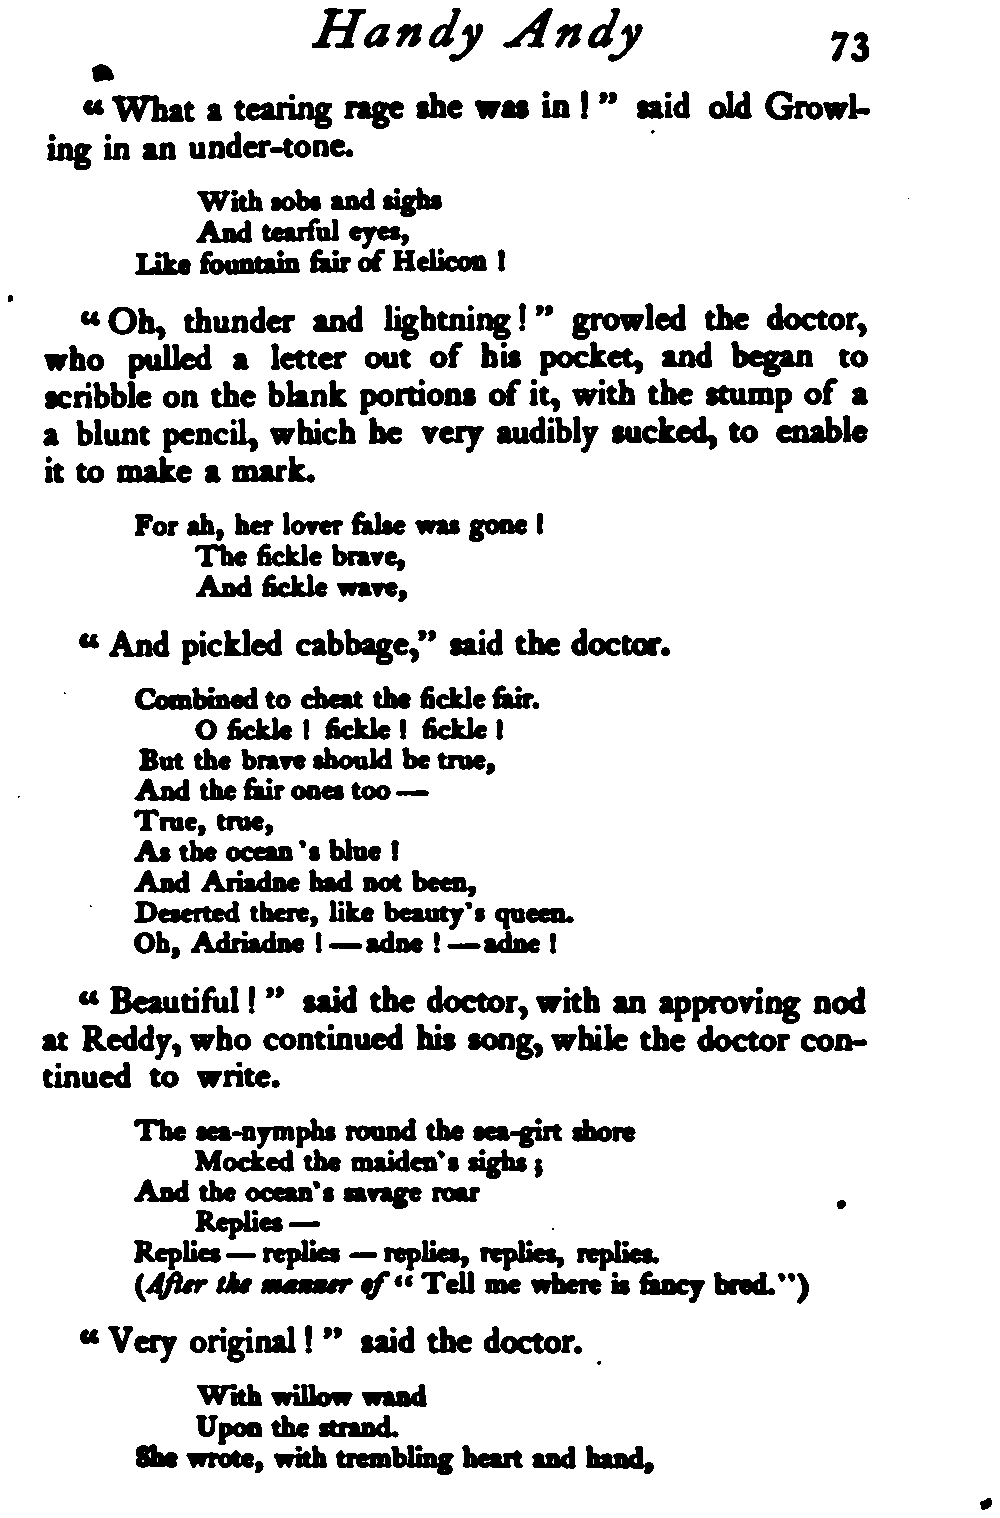 Handy Andy 73
“ What a tearing rage she was in ! ” said old Growl-
ing in an under-tone.
With sobs and sighs
And tearful eyes,
Like fountain fair of Helicon !
“ Oh, thunder and lightning ! ” growled the doctor,
who pulled a letter out of his pocket, and began to
scribble on the blank portions of it, with the stump of a
a blunt pencil, which he very audibly sucked, to enable
it to make a mark.
For ah, her lover false was gone !
The fickle brave,
And fickle wave,
“ And pickled cabbage,” said the doctor.
Combined to cheat the fickle fair.
O fickle ! fickle ! fickle !
But the brave should be true,
And the fair ones too —
True, true,
As the ocean 's blue !
And Ariadne had not been,
Deserted there, like beauty's queen.
Oh, Adriadne ! — adne ! — adne !
“ Beautiful ! ” said the doctor, with an approving nod
at Reddy, who continued his song, while the doctor con-
tinued to write.
The sea-nymphs round the sea-girt shore
Mocked the maiden's sighs ;
And the ocean's savage roar
Replies —
Replies — replies — replies, replies, replies.
(After the manner of “ Tell me where is fancy bred.”)
“ Very original ! ” said the doctor.
With willow wand
Upon the strand.
She wrote, with trembling heart and hand,